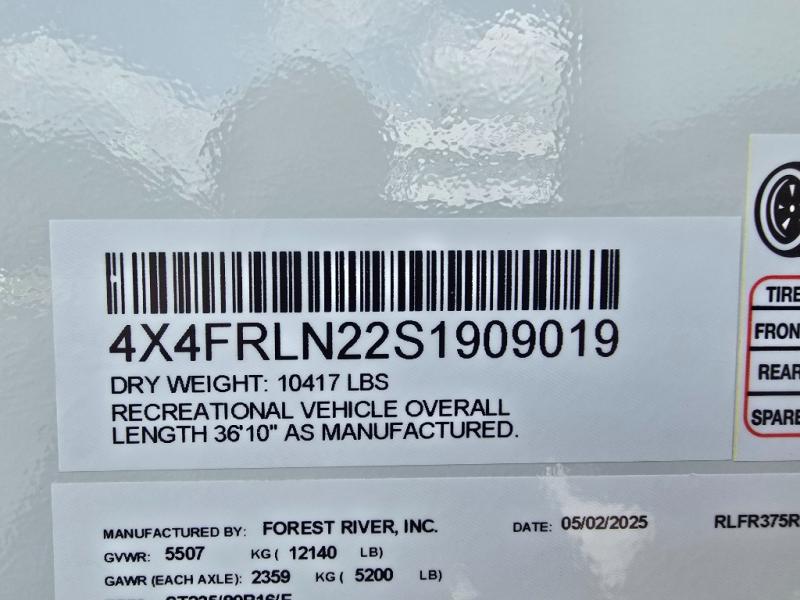 4X4FRLN22S1909019
DRY WEIGHT: 10417 LBS
RECREATIONAL VEHICLE OVERALL
LENGTH 36'10" AS MANUFACTURED.
TIRE
FRON
REAR
SPARE
MANUFACTURED BY: FOREST RIVER, INC. DATE: 05/02/2025 RLFR375R
GVWR: 5507 KG ( 12140 LB)
GAWR (EACH AXLE): 2359 KG ( 5200 LB)